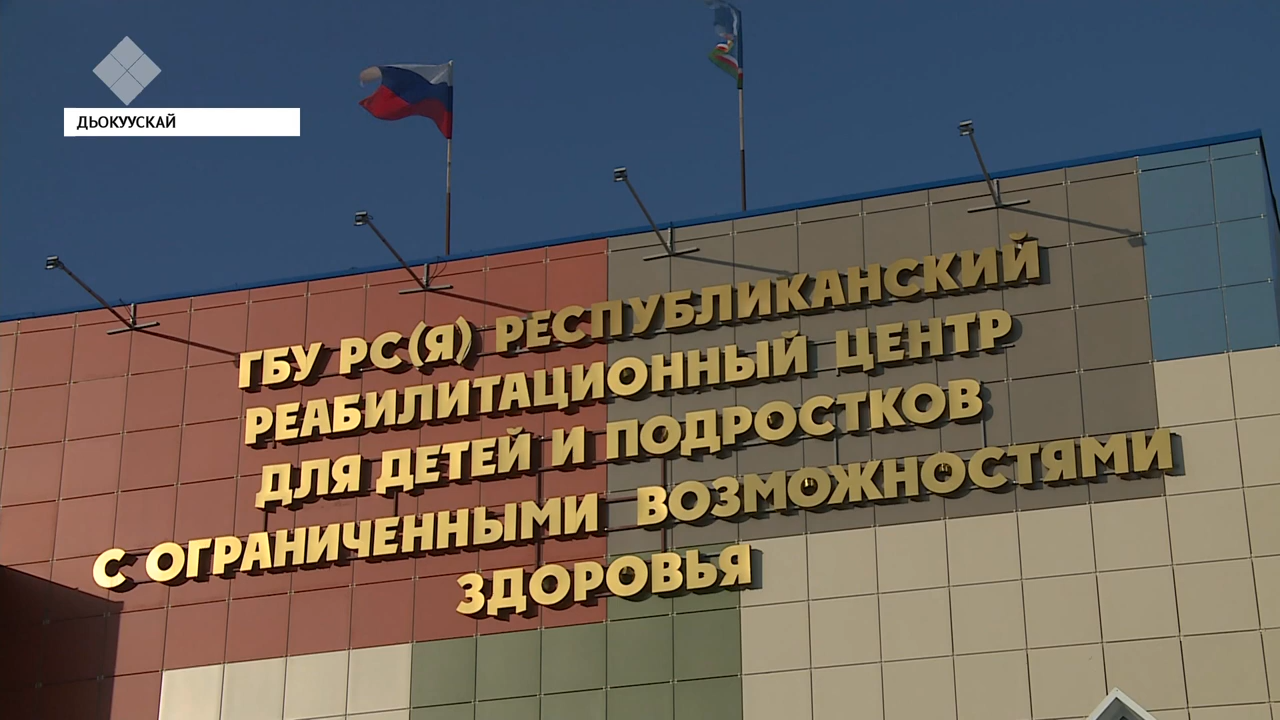 ДЬОКУУСКАЙ
ГБУ РС(Я) РЕСПУБЛИКАНСКИЙ
РЕАБИЛИТАЦИОННЫЙ ЦЕНТР
ДЛЯ ДЕТЕЙ И ПОДРОСТКОВ
С ОГРАНИЧЕННЫМИ ВОЗМОЖНОСТЯМИ
ЗДОРОВЬЯ